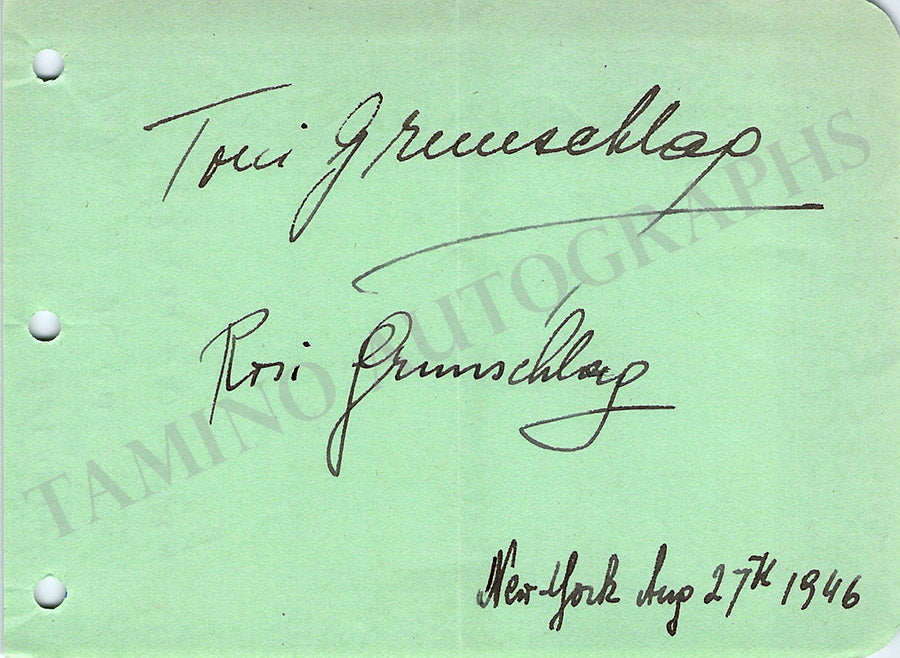 Toni Grunschlag
Rosi Grunschlag
New-York Aug 27th 1946
TAMINO AUTOGRAPHS